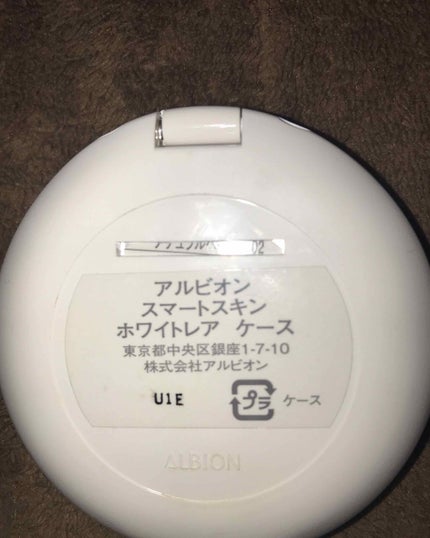 02
アルビオン
スマートスキン
ホワイトレア ケース
東京都中央区銀座1-7-10
株式会社アルビオン
U1E プラ ケース
ALBION